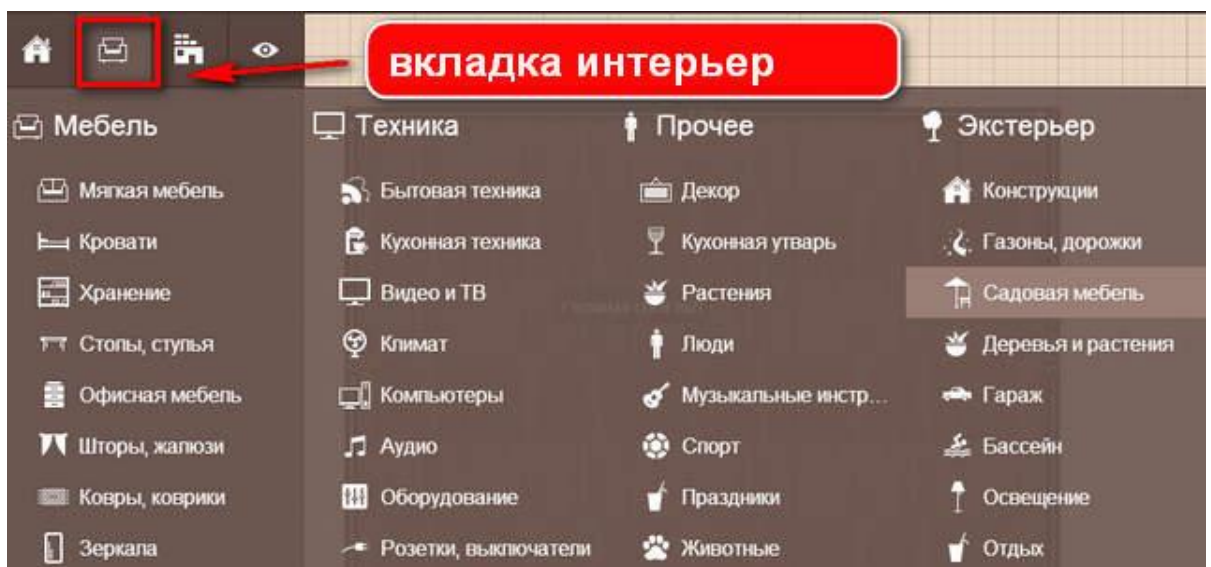 вкладка интерьер
Мебель
Мягкая мебель
Кровати
Хранение
Столы, стулья
Офисная мебель
Шторы, жалюзи
Ковры, коврики
Зеркала
Техника
Бытовая техника
Кухонная техника
Видео и ТВ
Климат
Компьютеры
Аудио
Оборудование
Розетки, выключатели
Прочее
Декор
Кухонная утварь
Растения
Люди
Музыкальные инстр...
Спорт
Праздники
Животные
Экстерьер
Конструкции
Газоны, дорожки
Садовая мебель
Деревья и растения
Гараж
Бассейн
Освещение
Отдых